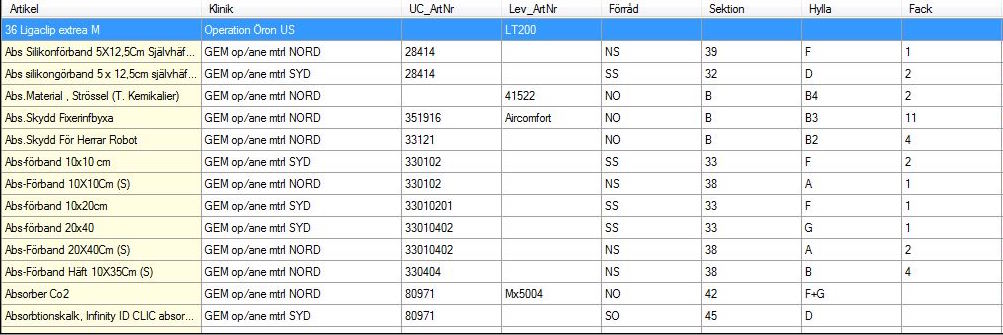 Artikel Klinik UC_ArtNr Lev_ArtNr Förråd Sektion Hylla Fack
36 Ligaclip extrea M Operation Öron US LT200
Abs Silikonförband 5X12,5Cm Självhäf... GEM op/ane mtrl NORD 28414 NS 39 F 1
Abs silikongörband 5 x 12,5cm självhäf... GEM op/ane mtrl SYD 28414 SS 32 D 2
Abs.Material , Strössel (T. Kemikalier) GEM op/ane mtrl NORD 41522 NO B B4 2
Abs.Skydd Fixerinfbyxa GEM op/ane mtrl NORD 351916 Aircomfort NO B B3 11
Abs.Skydd För Herrar Robot GEM op/ane mtrl NORD 33121 NO B B2 4
Abs-förband 10x10 cm GEM op/ane mtrl SYD 330102 SS 33 F 2
Abs-Förband 10X10Cm (S) GEM op/ane mtrl NORD 330102 NS 38 A 1
Abs-förband 10x20cm GEM op/ane mtrl SYD 33010201 SS 33 F 1
Abs-förband 20x40 GEM op/ane mtrl SYD 33010402 SS 33 G 1
Abs-Förband 20X40Cm (S) GEM op/ane mtrl NORD 33010402 NS 38 A 2
Abs-Förband Häft 10X35Cm (S) GEM op/ane mtrl NORD 330404 NS 38 B 4
Absorber Co2 GEM op/ane mtrl NORD 80971 Mx5004 NO 42 F+G
Absorbtionskalk, Infinity ID CLIC absor... GEM op/ane mtrl SYD 80971 SO 45 D